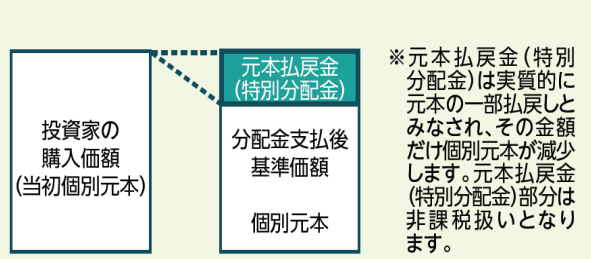 投資家の
購入価額
(当初個別元本)
元本払戻金
(特別分配金)
分配金支払後
基準価額
個別元本
※元本払戻金(特別
分配金)は実質的に
元本の一部払戻しと
みなされ、その金額
だけ個別元本が減少
します。元本払戻金
(特別分配金)部分は
非課税扱いとなり
ます。